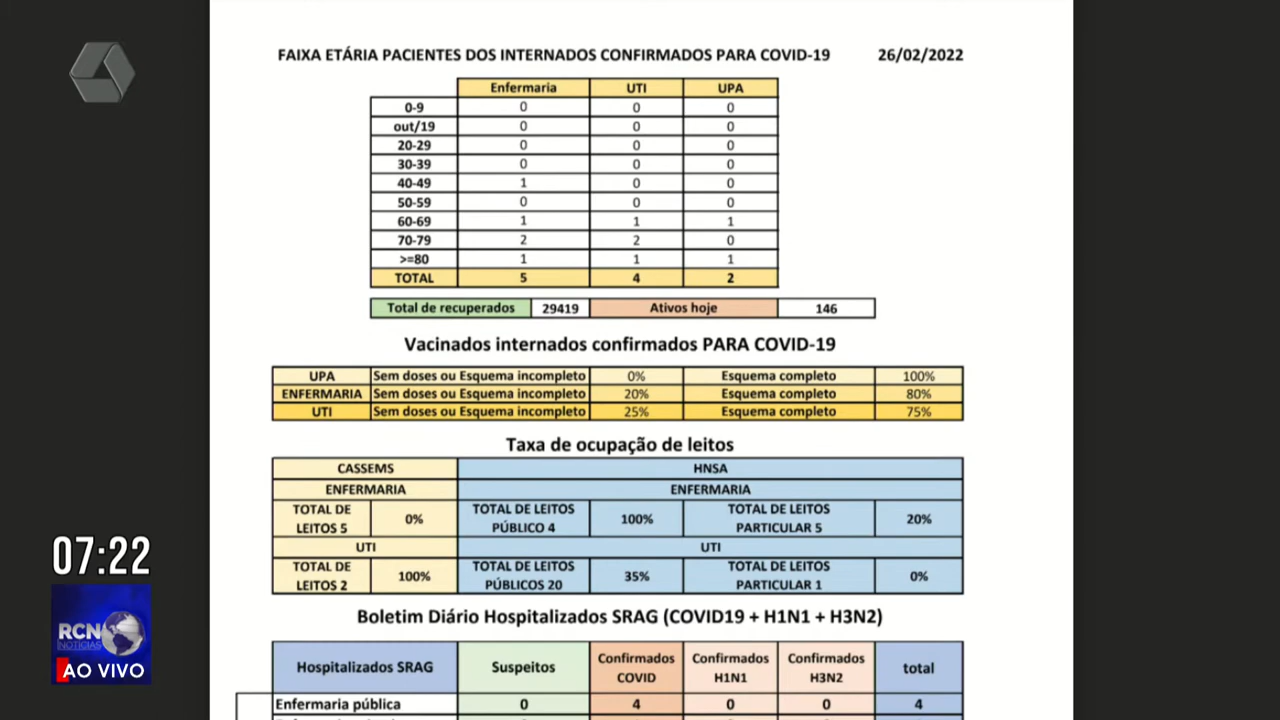 FAIXA ETÁRIA PACIENTES DOS INTERNADOS CONFIRMADOS PARA COVID-19 26/02/2022
Enfermaria UTI UPA
0-9 0 0 0
out/19 0 0 0
20-29 0 0 0
30-39 0 0 0
40-49 1 0 0
50-59 0 0 0
60-69 1 1 1
70-79 2 2 0
>=80 1 1 1
TOTAL 5 4 2
Total de recuperados 29419 Ativos hoje 146
Vacinados internados confirmados PARA COVID-19
UPA Sem doses ou Esquema incompleto 0% Esquema completo 100%
ENFERMARIA Sem doses ou Esquema incompleto 20% Esquema completo 80%
UTI Sem doses ou Esquema incompleto 25% Esquema completo 75%
Taxa de ocupação de leitos
CASSEMS HNSA
ENFERMARIA ENFERMARIA
TOTAL DE LEITOS 5 0% TOTAL DE LEITOS PÚBLICO 4 100% TOTAL DE LEITOS PARTICULAR 5 20%
UTI UTI
TOTAL DE LEITOS 2 100% TOTAL DE LEITOS PÚBLICOS 20 35% TOTAL DE LEITOS PARTICULAR 1 0%
Boletim Diário Hospitalizados SRAG (COVID19 + H1N1 + H3N2)
Hospitalizados SRAG Suspeitos Confirmados COVID Confirmados H1N1 Confirmados H3N2 total
Enfermaria pública 0 4 0 0 4
07:22
RCN
NOTÍCIAS
AO VIVO